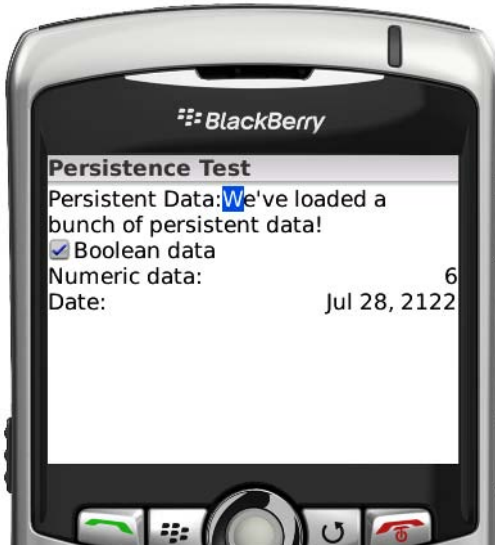 BlackBerry
Persistence Test
Persistent Data:We've loaded a
bunch of persistent data!
Boolean data
Numeric data: 6
Date: Jul 28, 2122